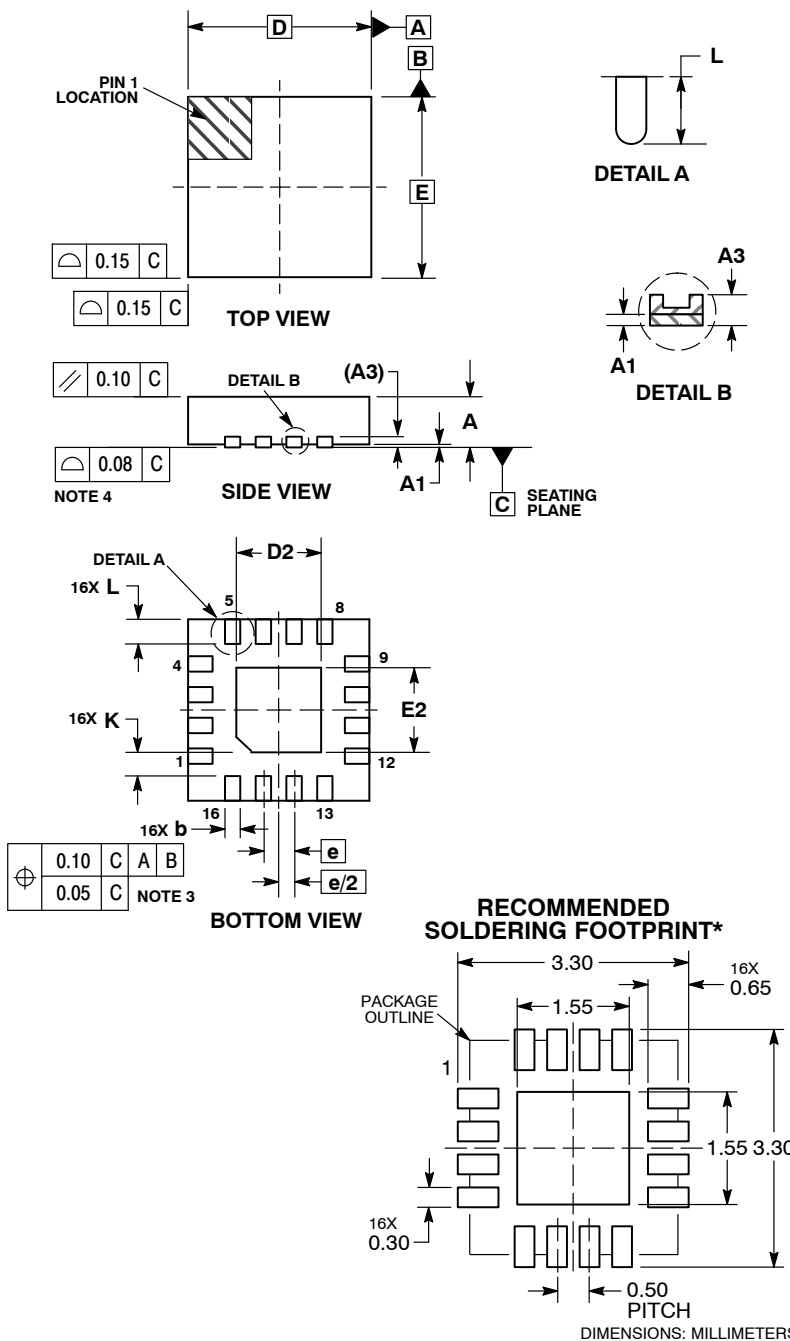 D
A
B
PIN 1
LOCATION
E
0.15 C
0.15 C
TOP VIEW
L
DETAIL A
A3
A1
DETAIL B
0.10 C
DETAIL B
(A3)
A
0.08 C
NOTE 4
SIDE VIEW
A1
C SEATING
PLANE
DETAIL A
D2
16X L
5
8
4
9
E2
16X K
1
12
16
13
16X b
e
e/2
0.10 C A B
0.05 C NOTE 3
BOTTOM VIEW
RECOMMENDED
SOLDERING FOOTPRINT*
3.30
16X
0.65
PACKAGE
OUTLINE
1.55
1
1.55 3.30
16X
0.30
0.50
PITCH
DIMENSIONS: MILLIMETERS